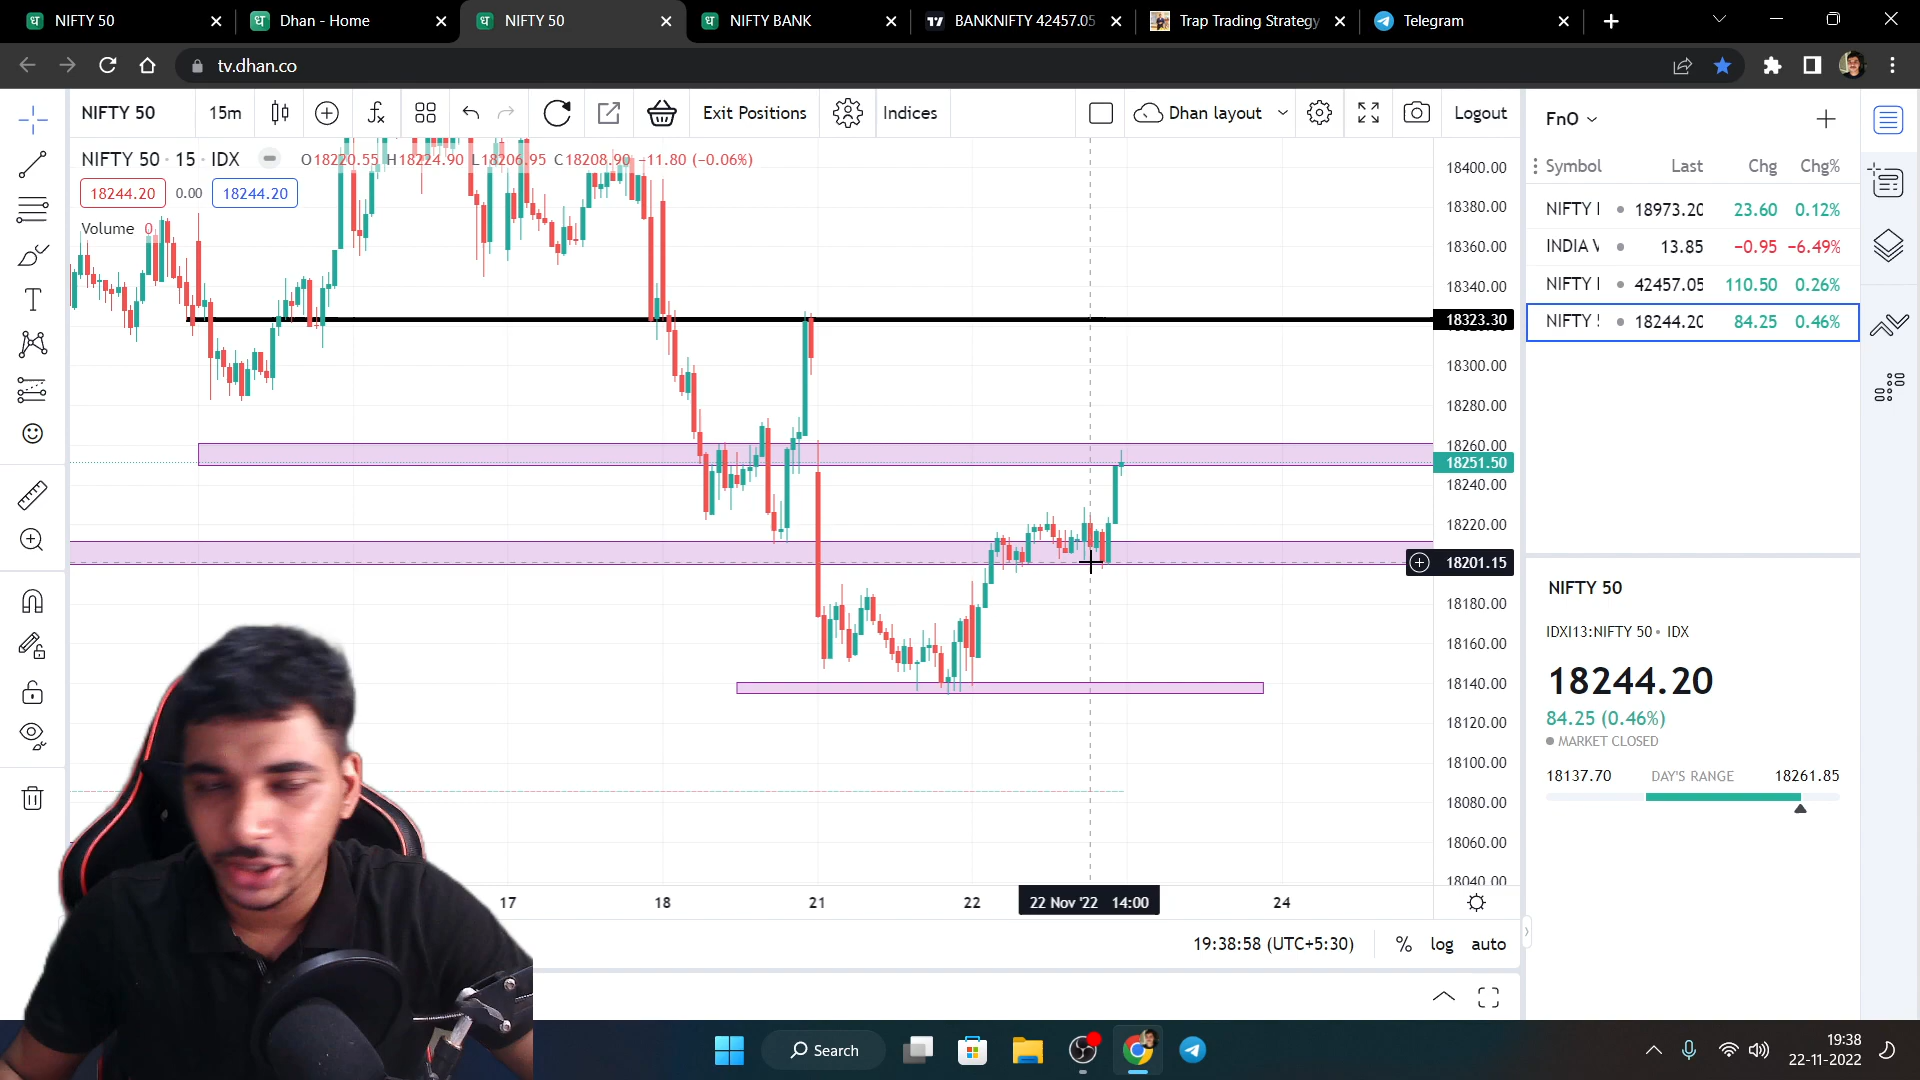 NIFTY 50
Dhan - Home
NIFTY 50
NIFTY BANK
BANKNIFTY 42457.05
Trap Trading Strategy
Telegram
tv.dhan.co
NIFTY 50
15m
Exit Positions
Indices
Dhan layout
Logout
NIFTY 50 · 15 · IDX
O18220.55 H18224.90 L18206.95 C18208.90 −11.80 (−0.06%)
18244.20
0.00
18244.20
Volume 0
18400.00
18380.00
18360.00
18340.00
18323.30
18300.00
18280.00
18260.00
18251.50
18240.00
18220.00
18201.15
18180.00
18160.00
18140.00
18120.00
18100.00
18080.00
18060.00
18040.00
17
18
21
22
22 Nov '22 14:00
24
19:38:58 (UTC+5:30)
%
log
auto
FnO
Symbol
Last
Chg
Chg%
NIFTY
18973.20
23.60
0.12%
INDIA V
13.85
−0.95
−6.49%
NIFTY
42457.05
110.50
0.26%
NIFTY
18244.20
84.25
0.46%
NIFTY 50
IDXI13:NIFTY 50 • IDX
18244.20
84.25 (0.46%)
MARKET CLOSED
18137.70
DAY'S RANGE
18261.85
Search
19:38
22-11-2022